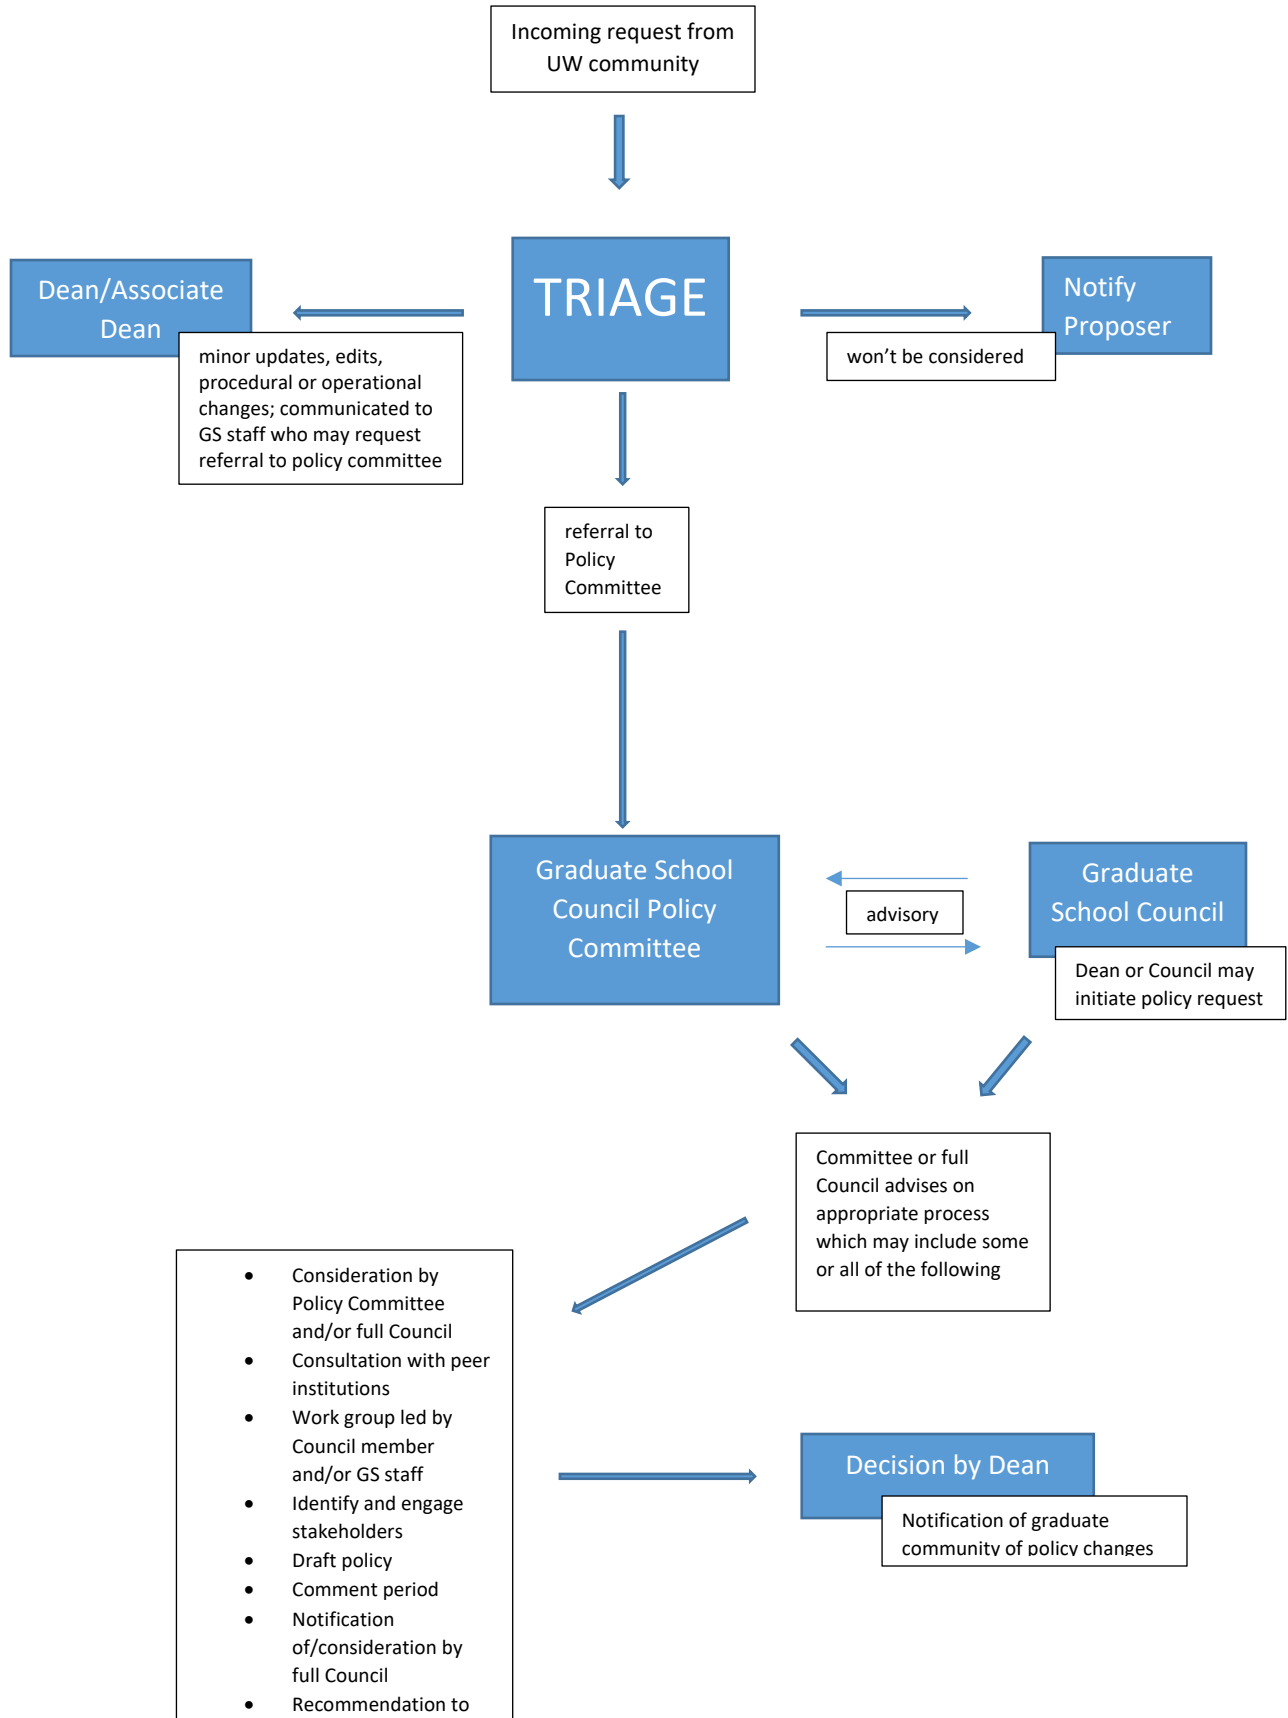 Incoming request from
UW community
TRIAGE
Dean/Associate
Dean
minor updates, edits,
procedural or operational
changes; communicated to
GS staff who may request
referral to policy committee
Notify
Proposer
won’t be considered
referral to
Policy
Committee
Graduate School
Council Policy
Committee
advisory
Graduate
School Council
Dean or Council may
initiate policy request
Committee or full
Council advises on
appropriate process
which may include some
or all of the following
• Consideration by
Policy Committee
and/or full Council
• Consultation with peer
institutions
• Work group led by
Council member
and/or GS staff
• Identify and engage
stakeholders
• Draft policy
• Comment period
• Notification
of/consideration by
full Council
• Recommendation to
Decision by Dean
Notification of graduate
community of policy changes